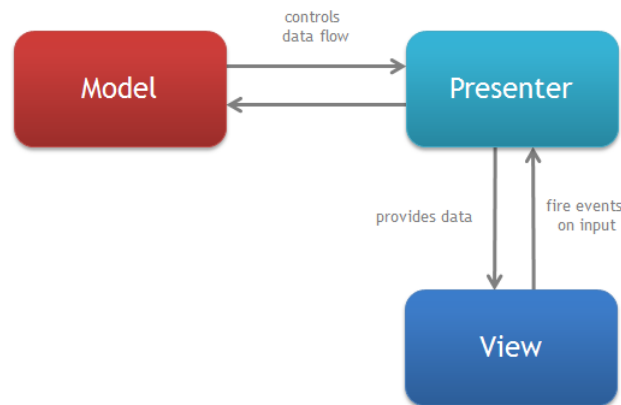 controls
data flow
Model
Presenter
provides data
fire events
on input
View